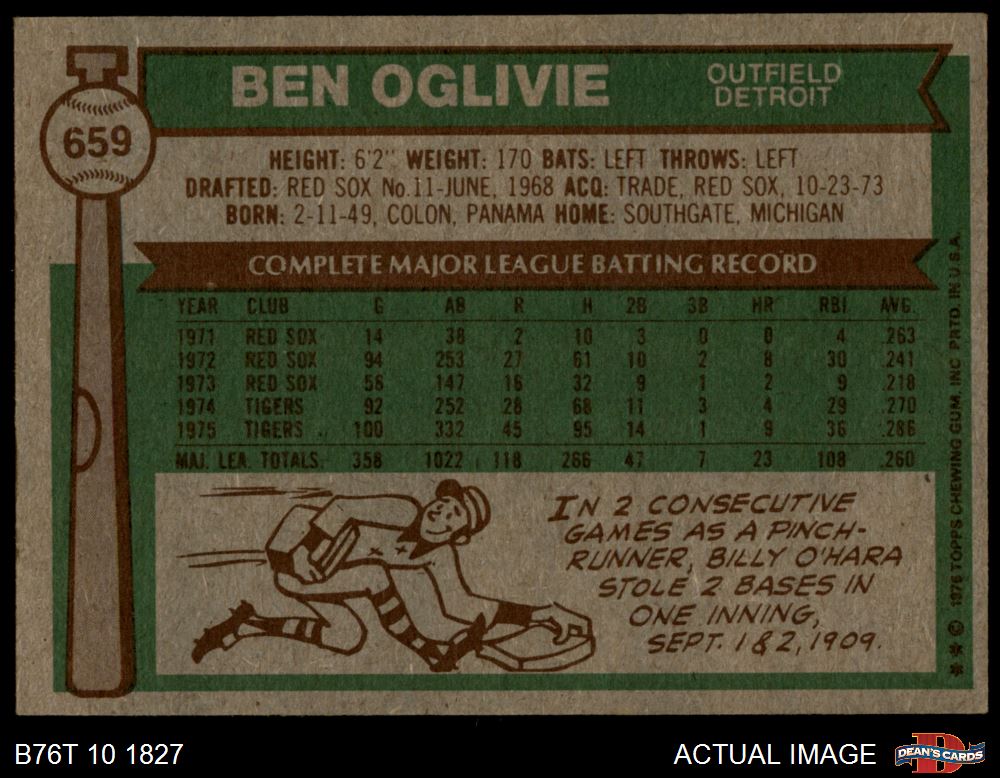 659
BEN OGLIVIE
OUTFIELD
DETROIT
HEIGHT: 6'2" WEIGHT: 170 BATS: LEFT THROWS: LEFT
DRAFTED: RED SOX No.11-JUNE, 1968 ACQ: TRADE, RED SOX, 10-23-73
BORN: 2-11-49, COLON, PANAMA HOME: SOUTHGATE, MICHIGAN
COMPLETE MAJOR LEAGUE BATTING RECORD
YEAR CLUB G AB R H 2B 3B HR RBI AVG.
1971 RED SOX 14 38 2 10 3 0 0 4 .263
1972 RED SOX 94 253 27 61 10 2 8 30 .241
1973 RED SOX 58 147 16 32 9 1 2 9 .218
1974 TIGERS 92 252 28 68 11 3 4 29 .270
1975 TIGERS .. 100 332 45 95 14 1 9 36 .286
MAJ. LEA. TOTALS. 358 1022 118 266 47 7 23 108 .260
IN 2 CONSECUTIVE
GAMES AS A PINCH-
RUNNER, BILLY O'HARA
STOLE 2 BASES IN
ONE INNING,
SEPT. 1 & 2, 1909.
** © 1976 TOPPS CHEWING GUM, INC. PRTD. IN U.S.A.
B76T 10 1827
ACTUAL IMAGE
DEAN'S CARDS